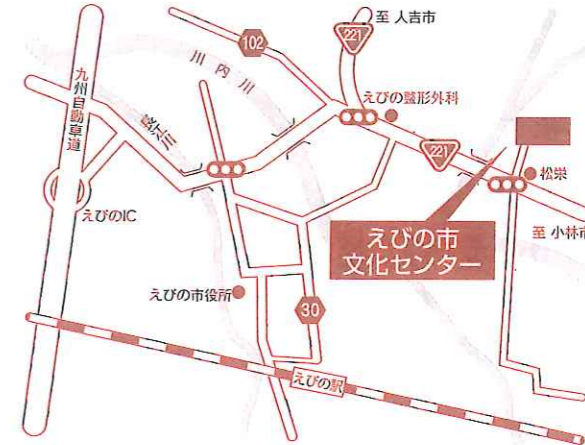 至 人吉市
221
102
川内川
えびの整形外科
九州自動車道
221
松栄
えびのIC
えびの市
文化センター
至 小林市
えびの市役所
30
えびの駅